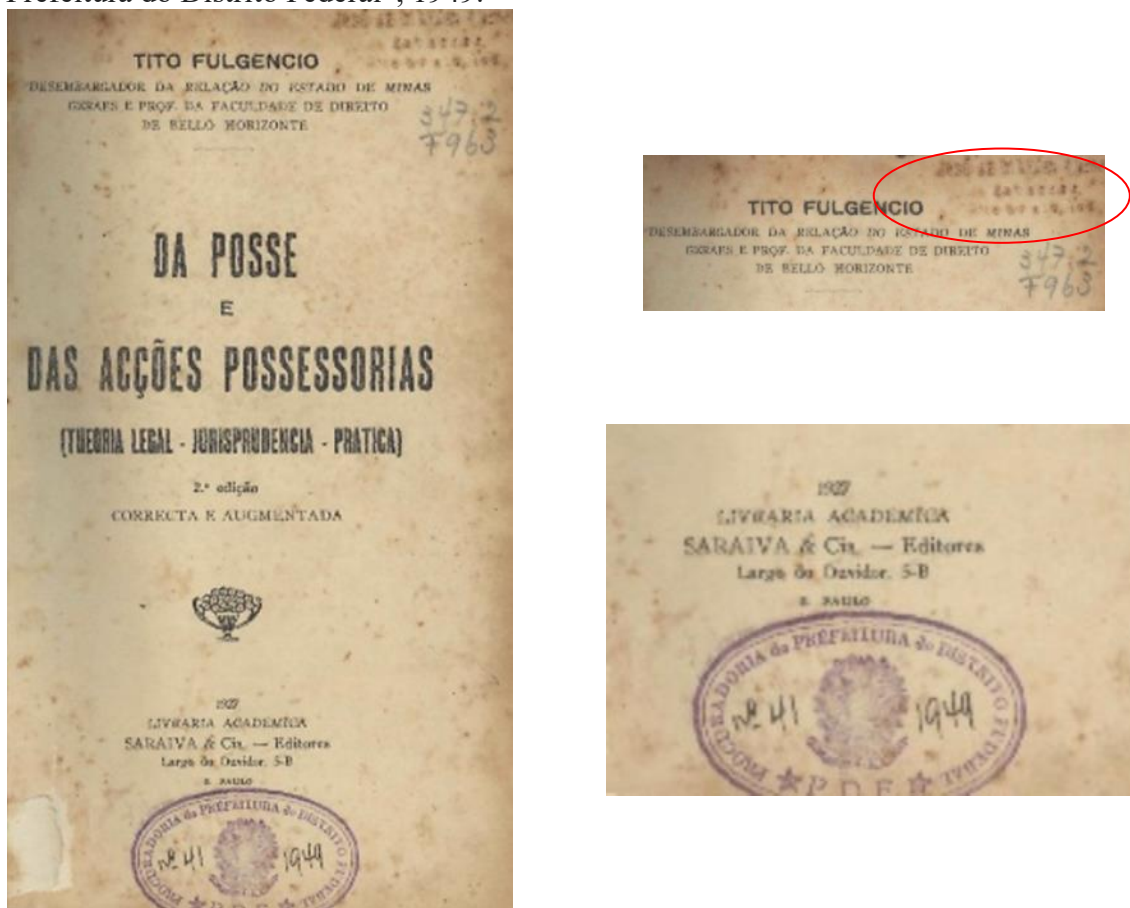 Prefeitura do Distrito Federal", 1949.
TITO FULGENCIO
DESEMBARGADOR DA RELAÇÃO DO ESTADO DE MINAS
GERAES E PROF. DA FACULDADE DE DIREITO
DE BELLO HORIZONTE
347.2
F963
DA POSSE
E
DAS ACÇÕES POSSESSORIAS
(THEORIA LEGAL - JURISPRUDENCIA - PRATICA)
2.ª edição
CORRECTA E AUGMENTADA
1927
LIVRARIA ACADEMICA
SARAIVA & Cia. — Editores
Largo do Ouvidor, 5-B
S. PAULO
PROCURADORIA da PREFEITURA do DISTRITO FEDERAL
nº 41 1949
P D F
TITO FULGENCIO
DESEMBARGADOR DA RELAÇÃO DO ESTADO DE MINAS
GERAES E PROF. DA FACULDADE DE DIREITO
DE BELLO HORIZONTE
347.2
F963
1927
LIVRARIA ACADEMICA
SARAIVA & Cia. — Editores
Largo do Ouvidor, 5-B
S. PAULO
PROCURADORIA da PREFEITURA do DISTRITO FEDERAL
nº 41 1949
P D F